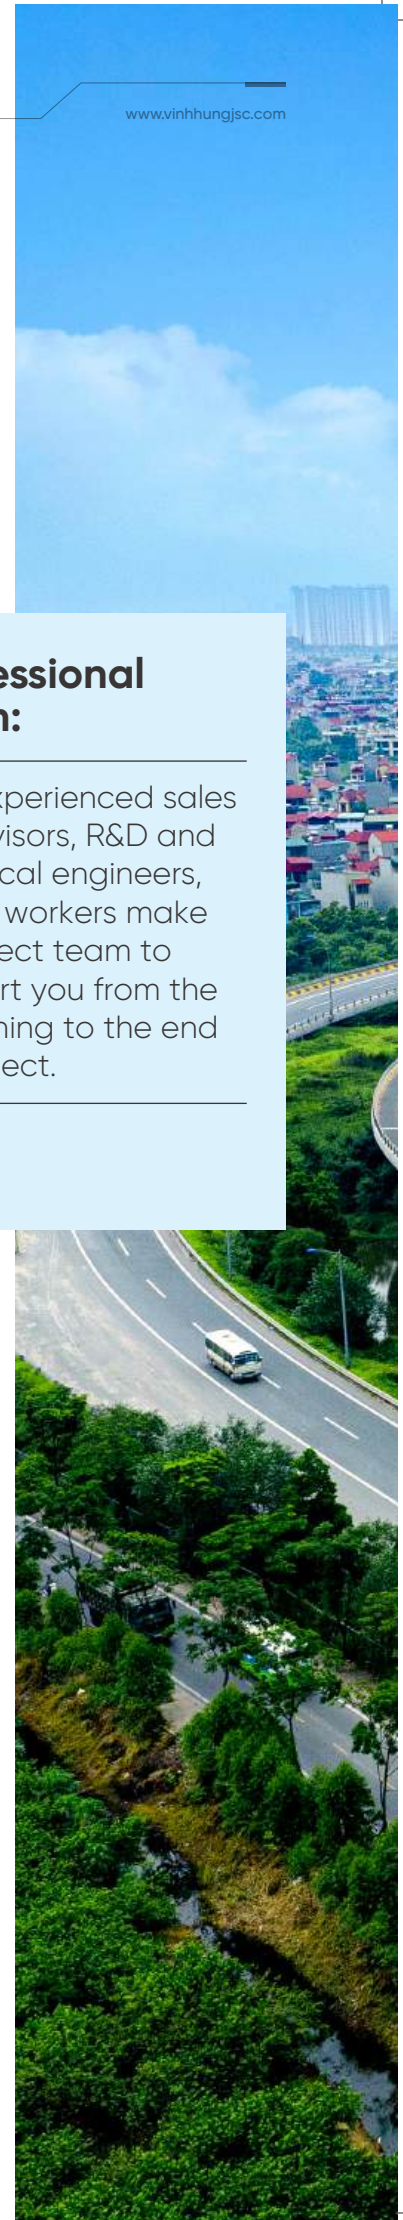 www.vinhhungjsc.com
essional
n:
xperienced sales
visors, R&D and
cal engineers,
workers make
ect team to
rt you from the
ning to the end
ect.